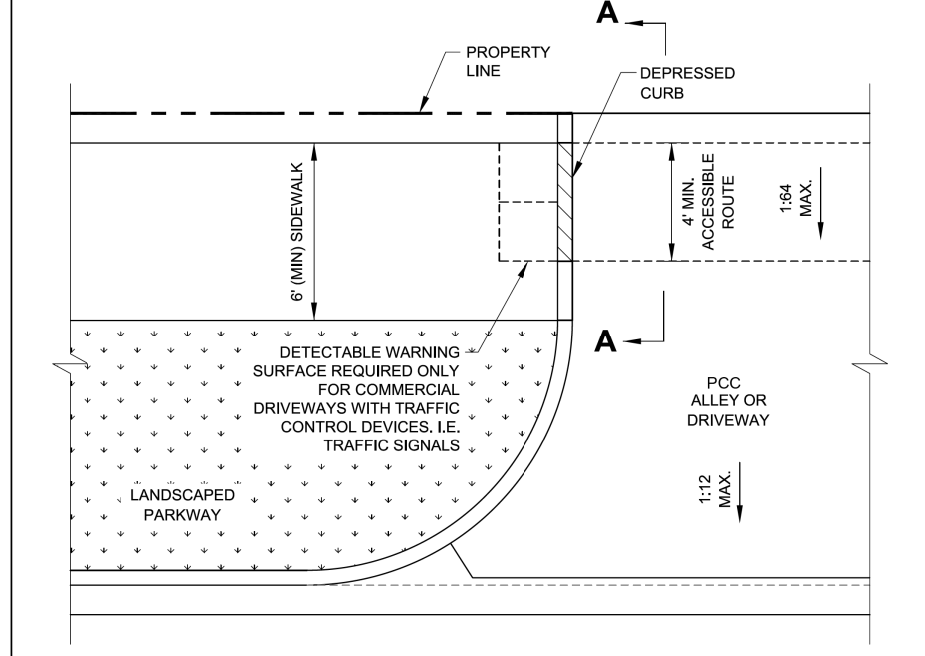 A
PROPERTY
LINE
DEPRESSED
CURB
6' (MIN) SIDEWALK
4' MIN.
ACCESSIBLE
ROUTE
1:64
MAX.
A
DETECTABLE WARNING
SURFACE REQUIRED ONLY
FOR COMMERCIAL
DRIVEWAYS WITH TRAFFIC
CONTROL DEVICES. I.E.
TRAFFIC SIGNALS
PCC
ALLEY OR
DRIVEWAY
LANDSCAPED
PARKWAY
1:12
MAX.